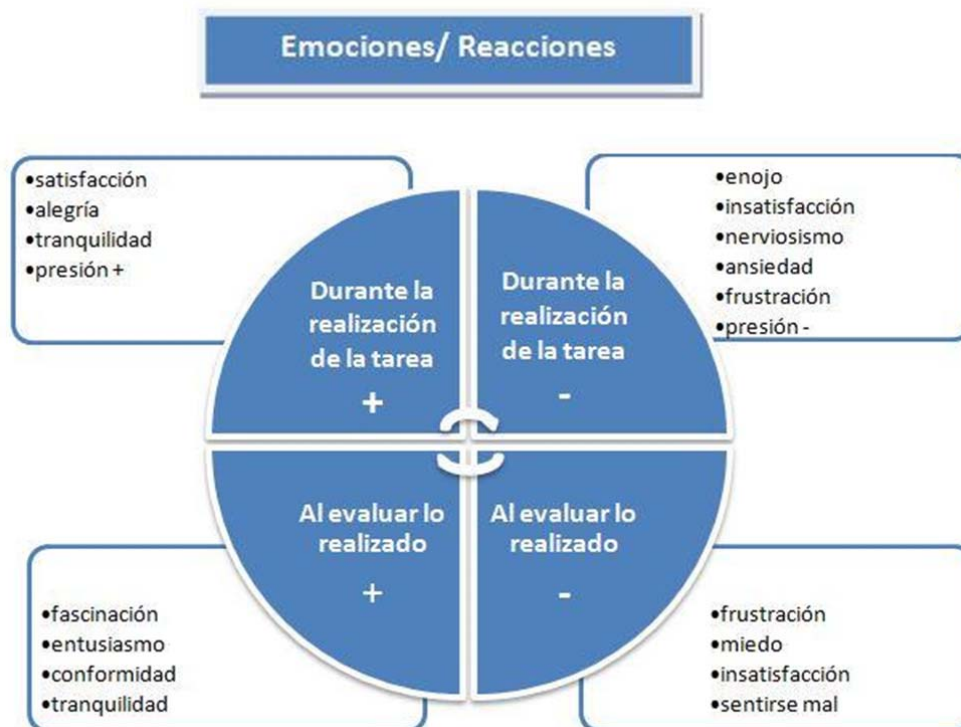 Emociones/ Reacciones
•satisfacción
•alegría
•tranquilidad
•presión +
•enojo
•insatisfacción
•nerviosismo
•ansiedad
•frustración
•presión -
Durante la
realización
de la tarea
+
Durante la
realización
de la tarea
-
Al evaluar lo
realizado
+
Al evaluar lo
realizado
-
•fascinación
•entusiasmo
•conformidad
•tranquilidad
•frustración
•miedo
•insatisfacción
•sentirse mal